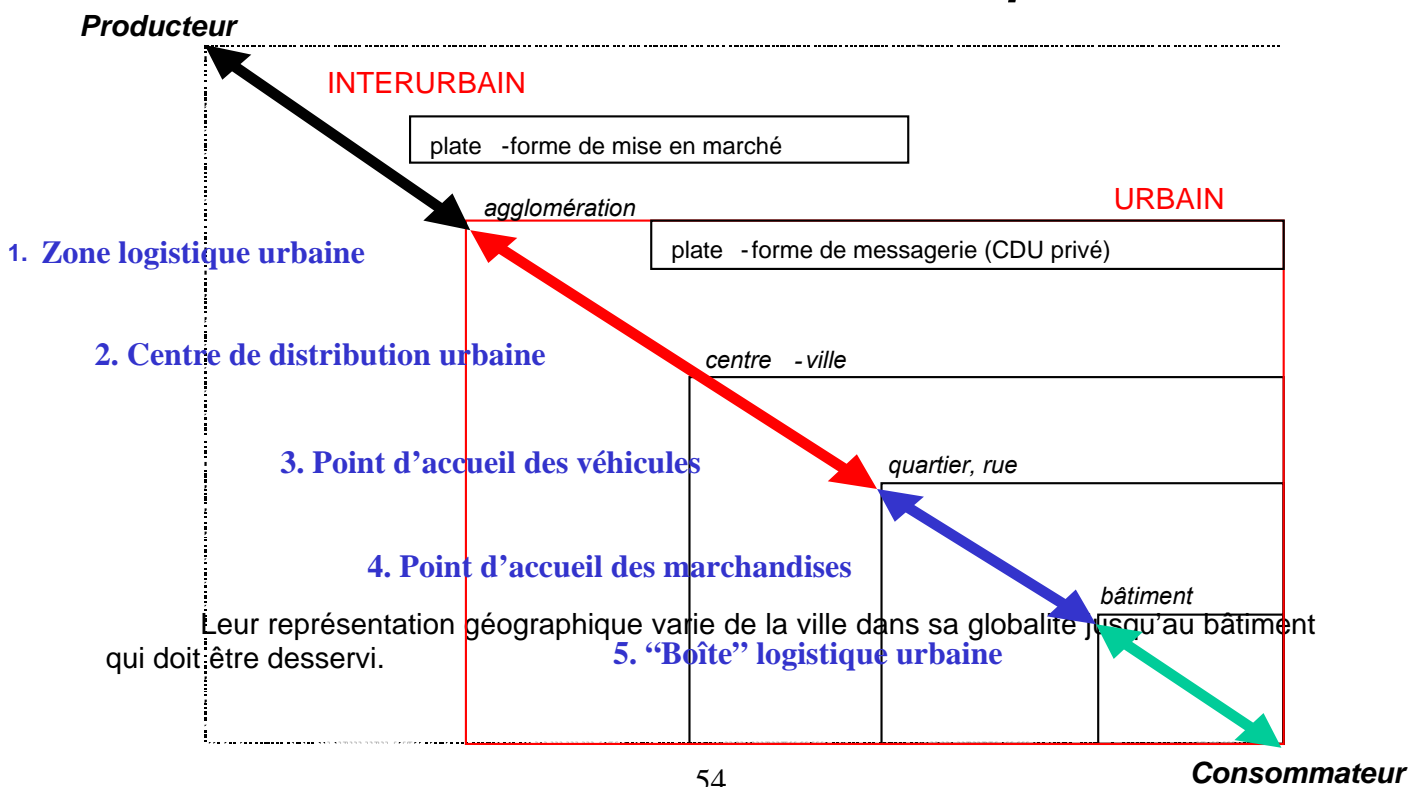 Producteur
INTERURBAIN
plate -forme de mise en marché
URBAIN
agglomération
plate -forme de messagerie (CDU privé)
1. Zone logistique urbaine
2. Centre de distribution urbaine
centre - ville
3. Point d’accueil des véhicules
quartier, rue
4. Point d’accueil des marchandises
bâtiment
Leur représentation géographique varie de la ville dans sa globalité jusqu’au bâtiment
qui doit être desservi.
5. “Boîte” logistique urbaine
54
Consommateur